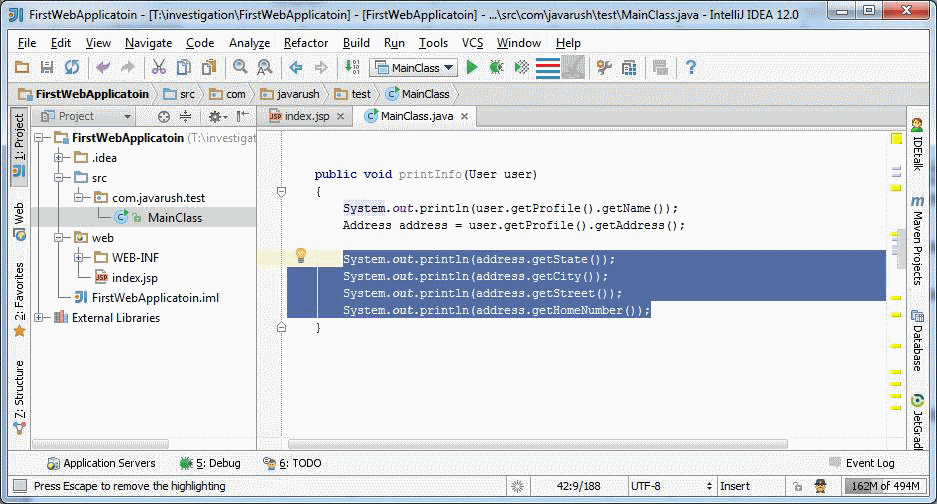 FirstWebApplicatoin - [T:\investigation\FirstWebApplicatoin] - [FirstWebApplicatoin] - ...\src\com\javarush\test\MainClass.java - IntelliJ IDEA 12.0
File Edit View Navigate Code Analyze Refactor Build Run Tools VCS Window Help
MainClass
FirstWebApplicatoin src com javarush test MainClass
1: Project
Web
2: Favorites
7: Structure
Project
FirstWebApplicatoin (T:\investigat
.idea
src
com.javarush.test
MainClass
web
WEB-INF
index.jsp
FirstWebApplicatoin.iml
External Libraries
index.jsp MainClass.java
public void printInfo(User user)
{
System.out.println(user.getProfile().getName());
Address address = user.getProfile().getAddress();
System.out.println(address.getState());
System.out.println(address.getCity());
System.out.println(address.getStreet());
System.out.println(address.getHomeNumber());
}
IDEtalk
Maven Projects
Database
JetGradl
Application Servers 5: Debug 6: TODO Event Log
Press Escape to remove the highlighting 42:9/188 UTF-8 Insert 162M of 494M